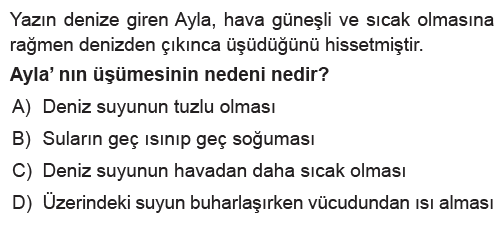 Yazın denize giren Ayla, hava güneşli ve sıcak olmasına
rağmen denizden çıkınca üşüdüğünü hissetmiştir.
Ayla’ nın üşümesinin nedeni nedir?
A) Deniz suyunun tuzlu olması
B) Suların geç ısınıp geç soğuması
C) Deniz suyunun havadan daha sıcak olması
D) Üzerindeki suyun buharlaşırken vücudundan ısı alması